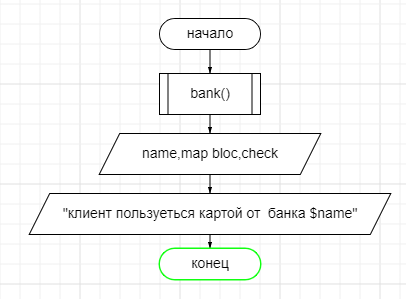 начало
bank()
name,map bloc,check
"клиент пользуеться картой от банка $name"
конец